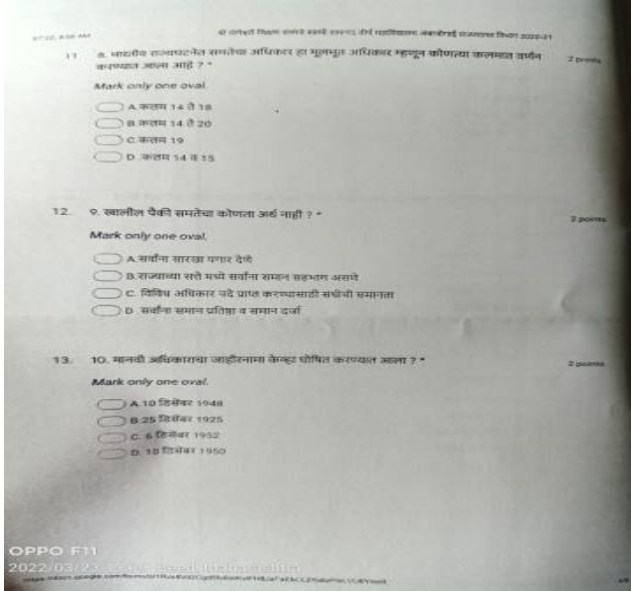 11 ८. भारतीय राज्यघटनेत समतेचा अधिकार हा मूलभूत अधिकार म्हणून कोणत्या कलमात वर्णन 2 points
करण्यात आला आहे ? *
Mark only one oval.
A. कलम 14 ते 18
B. कलम 14 ते 20
C. कलम 19
D. कलम 14 व 15
12. ९. खालील पैकी समतेचा कोणता अर्थ नाही ? * 2 points
Mark only one oval.
A. सर्वांना सारखा पगार देणे
B. राज्याच्या सत्ते मध्ये सर्वांना समान सहभाग असणे
C. विविध अधिकार पदे प्राप्त करण्यासाठी संधीची समानता
D. सर्वांना समान प्रतिष्ठा व समान दर्जा
13. 10. मानवी अधिकाराचा जाहीरनामा केव्हा घोषित करण्यात आला ? * 2 points
Mark only one oval.
A. 10 डिसेंबर 1948
B. 25 डिसेंबर 1925
C. 6 डिसेंबर 1952
D. 10 डिसेंबर 1950
OPPO F11
2022/03/23